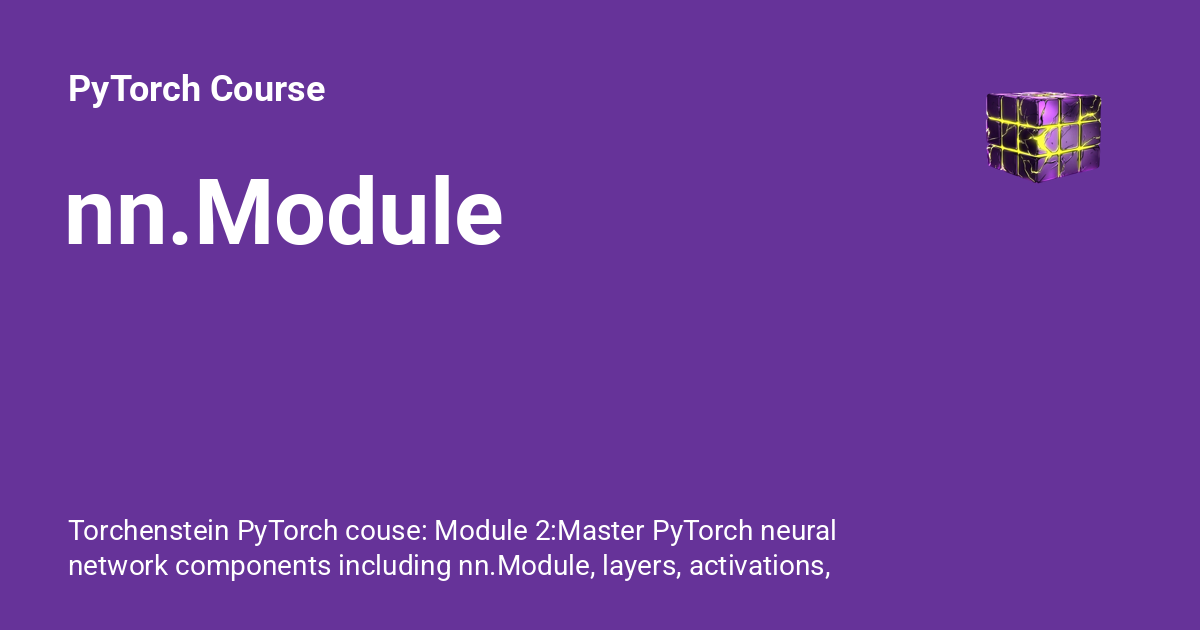 PyTorch Course
nn.Module
Torchenstein PyTorch couse: Module 2:Master PyTorch neural
network components including nn.Module, layers, activations,